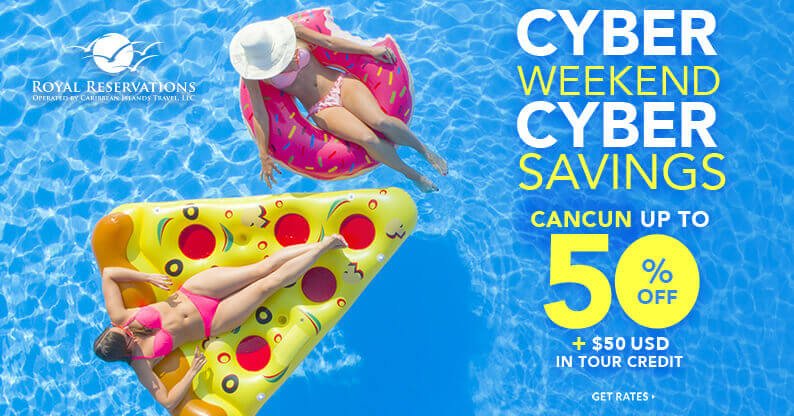 ROYAL RESERVATIONS
OPERATED BY CARIBBEAN ISLANDS TRAVEL, LLC
CYBER
WEEKEND
CYBER
SAVINGS
CANCUN UP TO
50% OFF
+ $50 USD
IN TOUR CREDIT
GET RATES